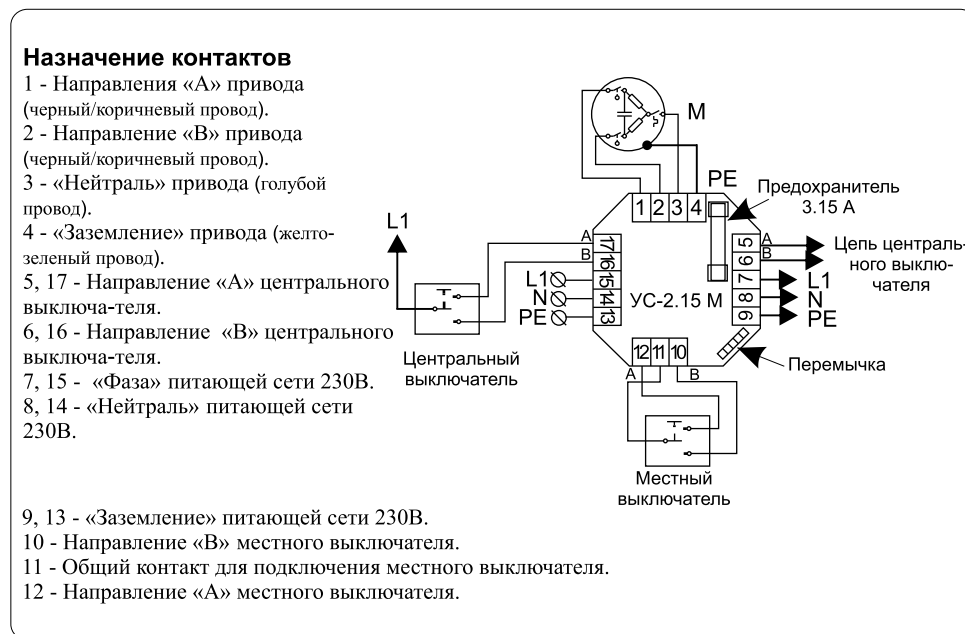 Назначение контактов
1 - Направления «А» привода
(черный/коричневый провод).
2 - Направление «В» привода
(черный/коричневый провод).
3 - «Нейтраль» привода (голубой
провод).
4 - «Заземление» привода (желто-
зеленый провод).
5, 17 - Направление «А» центрального
выключа-теля.
6, 16 - Направление «В» центрального
выключа-теля.
7, 15 - «Фаза» питающей сети 230В.
8, 14 - «Нейтраль» питающей сети
230В.
9, 13 - «Заземление» питающей сети 230В.
10 - Направление «В» местного выключателя.
11 - Общий контакт для подключения местного выключателя.
12 - Направление «А» местного выключателя.
M
PE
Предохранитель
3.15 А
1 2 3 4
L1
A
B
17
16
15
14
13
L1
N
PE
УС-2.15 М
5
6
7
8
9
A
B
Цепь централь-
ного выклю-
чателя
L1
N
PE
Центральный
выключатель
12 11 10
A
B
Перемычка
Местный
выключатель